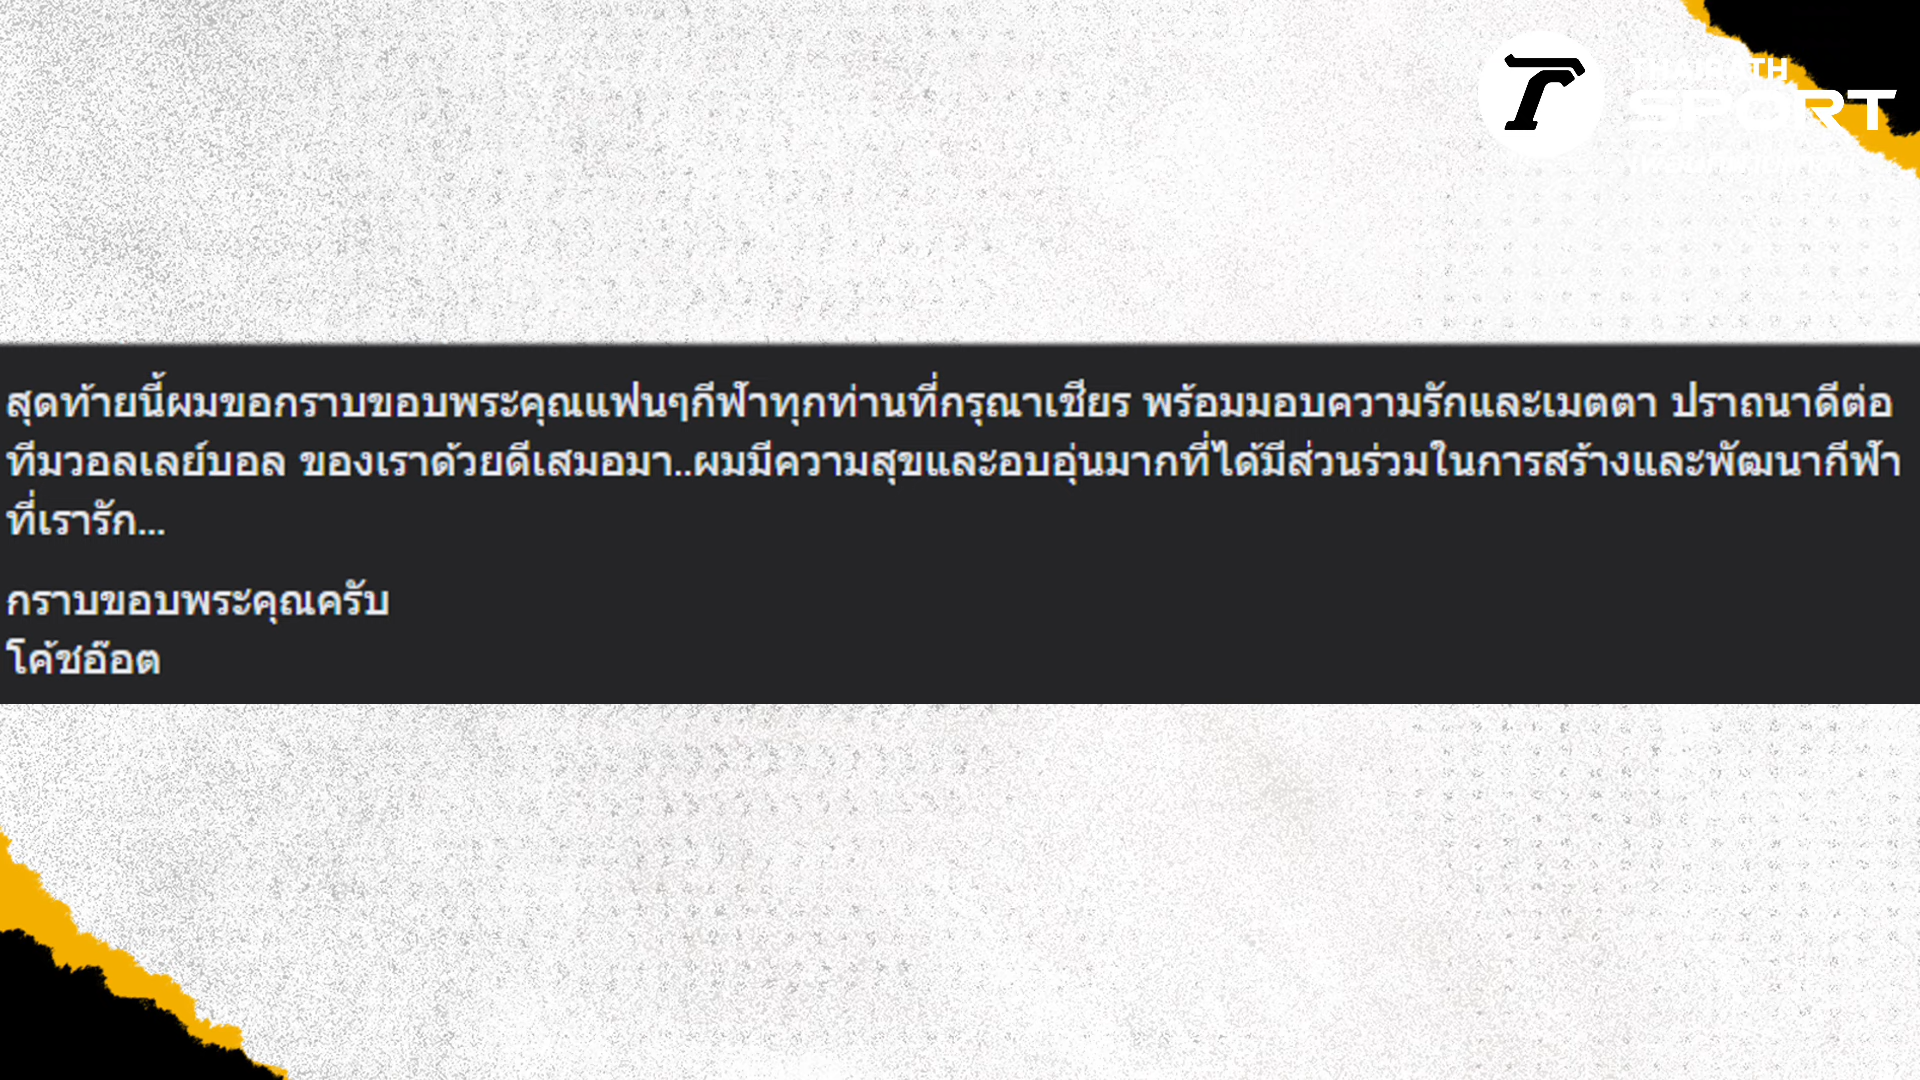 SPORT
สุดท้ายนี้ผมขอกราบขอบพระคุณแฟนๆกีฬาทุกท่านที่กรุณาเชียร พร้อมมอบความรักและเมตตา ปราถนาดีต่อ
ทีมวอลเลย์บอล ของเราด้วยดีเสมอมา..ผมมีความสุขและอบอุ่นมากที่ได้มีส่วนร่วมในการสร้างและพัฒนากีฬา
ที่เรารัก...
กราบขอบพระคุณครับ
โค้ชอ๊อต